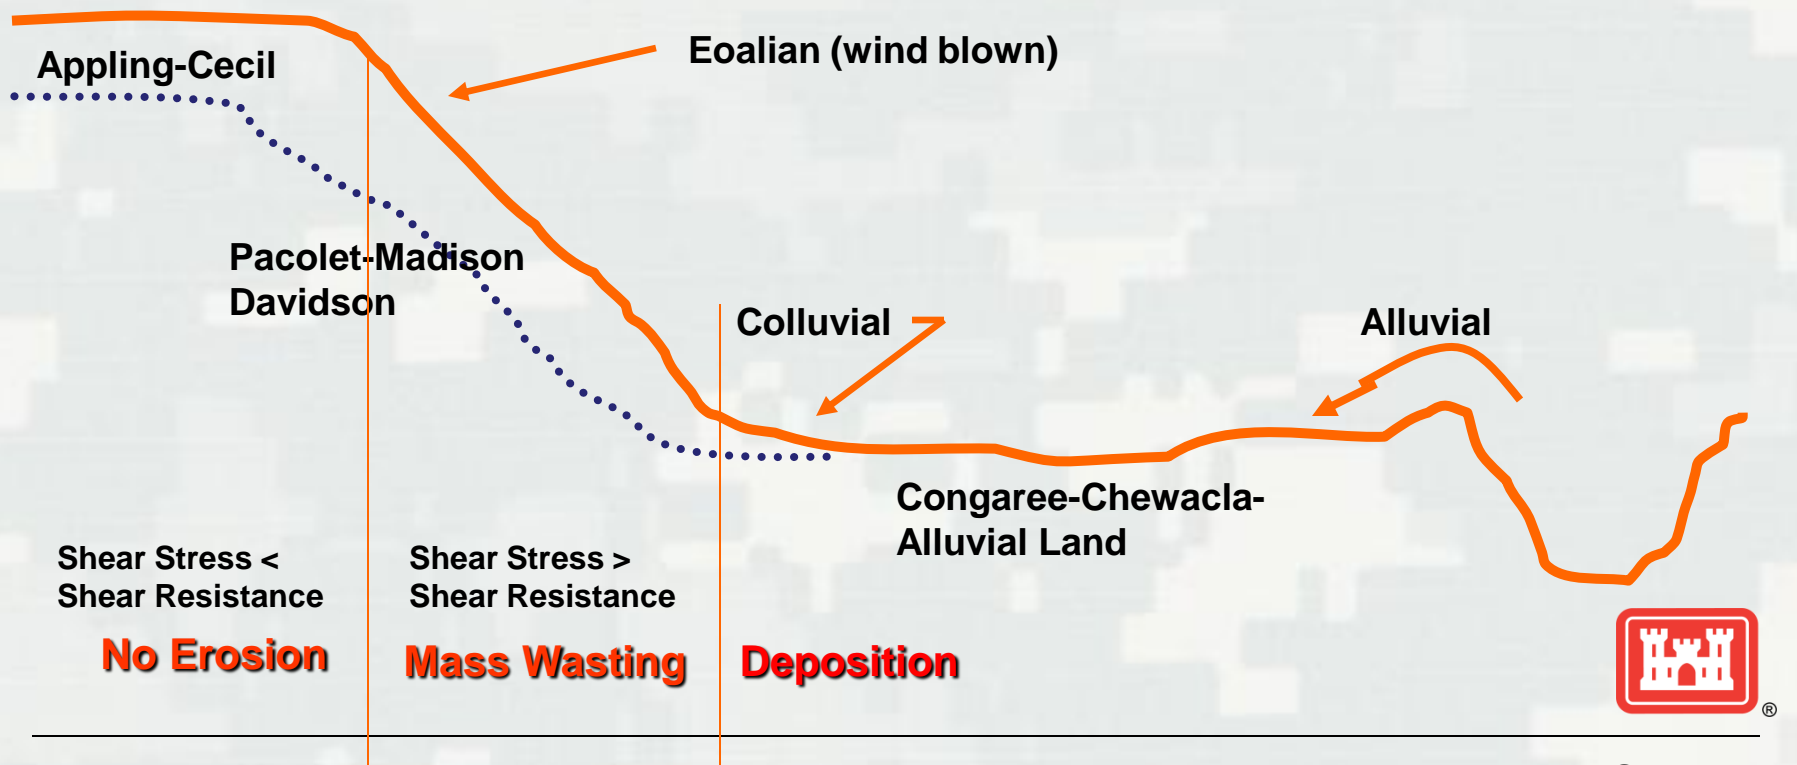 Appling-Cecil
Eoalian (wind blown)
Pacolet-Madison
Davidson
Colluvial
Alluvial
Congaree-Chewacla-
Alluvial Land
Shear Stress <
Shear Resistance
Shear Stress >
Shear Resistance
No Erosion
Mass Wasting
Deposition
®